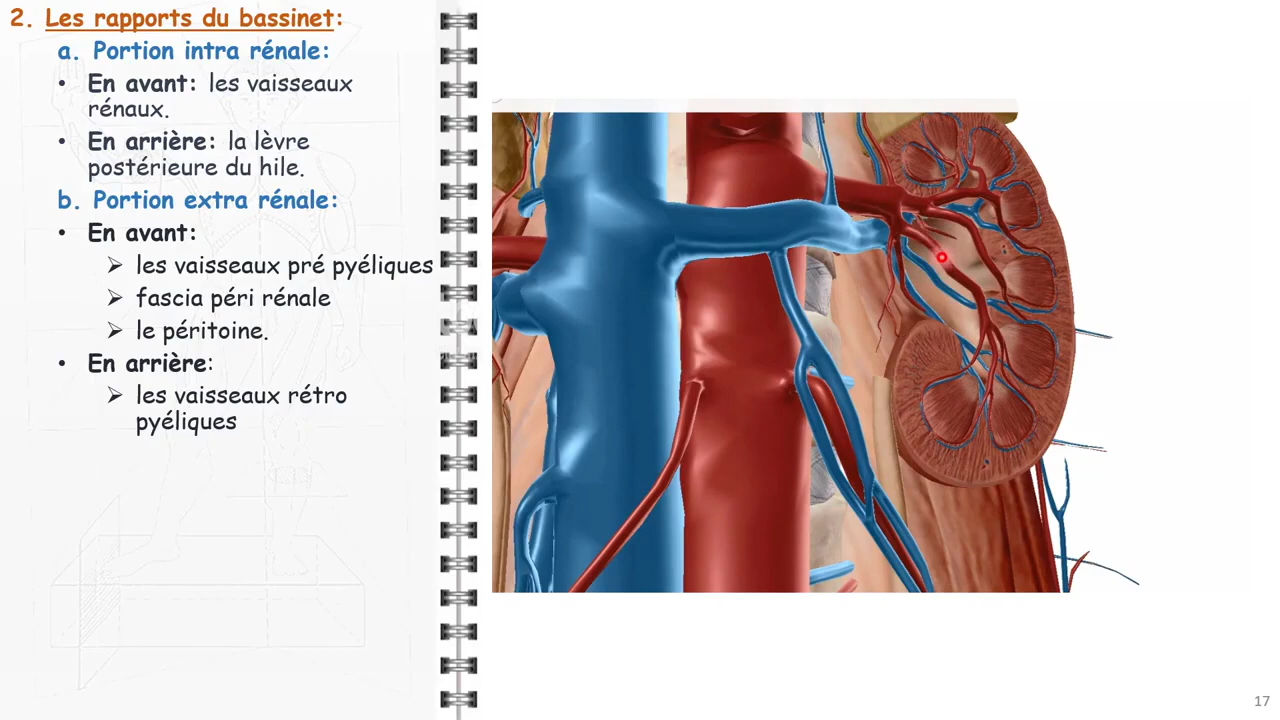 2. Les rapports du bassinet:
a. Portion intra rénale:
• En avant: les vaisseaux
rénaux.
• En arrière: la lèvre
postérieure du hile.
b. Portion extra rénale:
• En avant:
➢ les vaisseaux pré pyéliques
➢ fascia péri rénale
➢ le péritoine.
• En arrière:
➢ les vaisseaux rétro
pyéliques
17